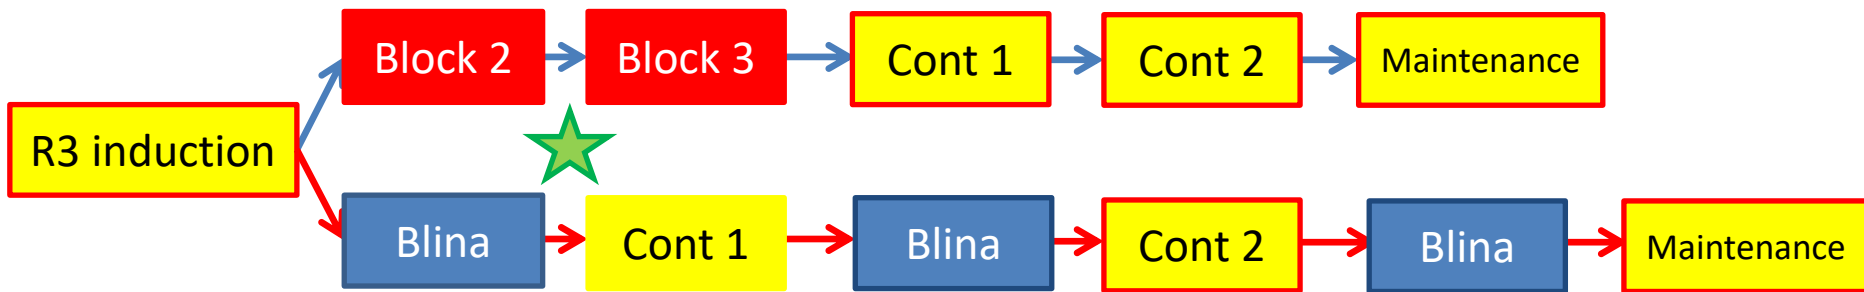 Block 2
Block 3
Cont 1
Cont 2
Maintenance
R3 induction
Blina
Cont 1
Blina
Cont 2
Blina
Maintenance